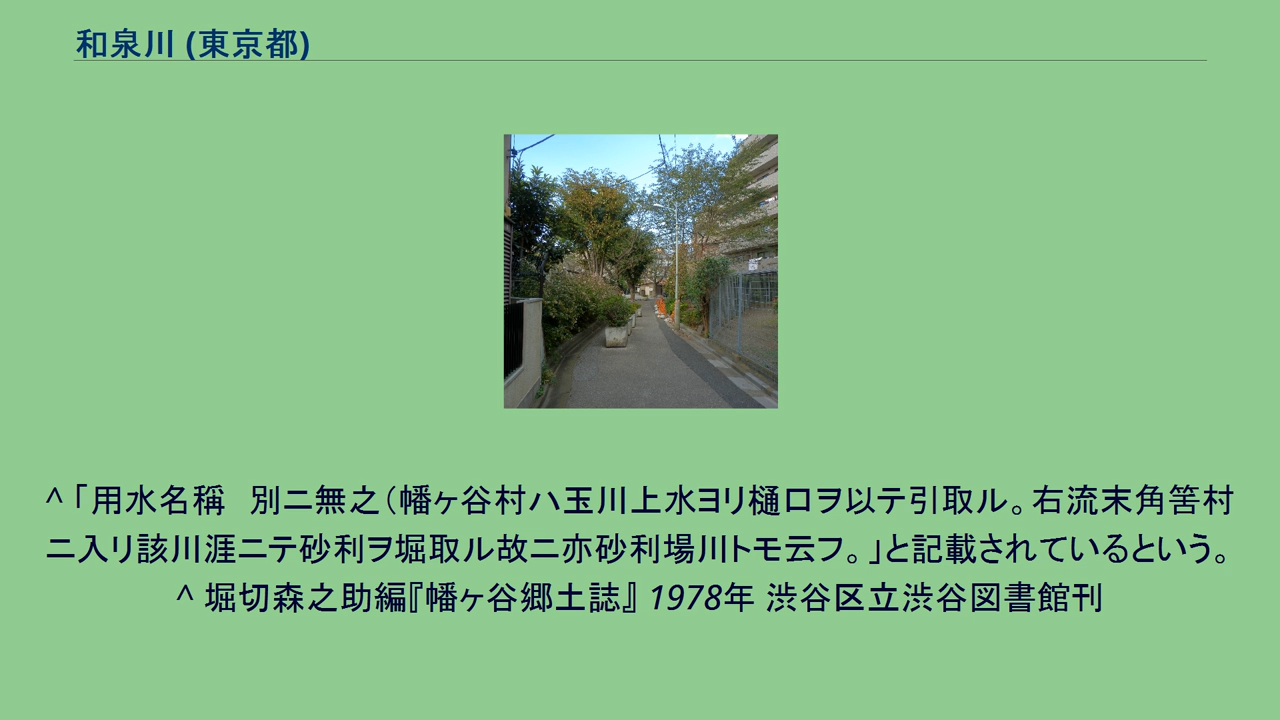 和泉川 (東京都)
^ 「用水名稱　別ニ無之（幡ヶ谷村ハ玉川上水ヨリ樋口ヲ以テ引取ル。右流末角筈村
ニ入リ該川涯ニテ砂利ヲ堀取ル故ニ亦砂利場川トモ云フ。」と記載されているという。
^ 堀切森之助編『幡ヶ谷郷土誌』 1978年 渋谷区立渋谷図書館刊